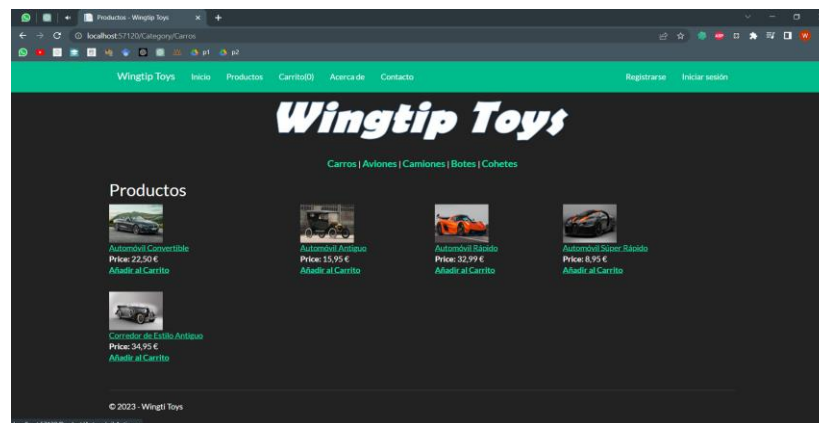 Productos - Wingtip Toys
localhost:57120/Category/Carros
p1 p2
Wingtip Toys Inicio Productos Carrito(0) Acerca de Contacto Registrarse Iniciar sesión
Wingtip Toys
Carros | Aviones | Camiones | Botes | Cohetes
Productos
Automóvil Convertible
Price: 22,50 €
Añadir al Carrito
Automóvil Antiguo
Price: 15,95 €
Añadir al Carrito
Automóvil Rápido
Price: 32,99 €
Añadir al Carrito
Automóvil Súper Rápido
Price: 8,95 €
Añadir al Carrito
Corredor de Estilo Antiguo
Price: 34,95 €
Añadir al Carrito
© 2023 - Wingti Toys